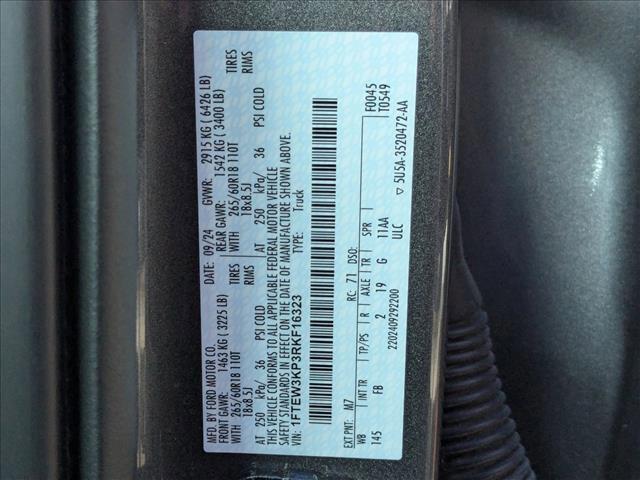 MFD. BY FORD MOTOR CO.
DATE: 09/24 GVWR: 2915 KG ( 6426 LB)
FRONT GAWR: 1463 KG ( 3225 LB) REAR GAWR: 1542 KG ( 3400 LB)
WITH 265/60R18 110T TIRES WITH 265/60R18 110T TIRES
18x8.5J RIMS 18x8.5J RIMS
AT 250 kPa/ 36 PSI COLD AT 250 kPa/ 36 PSI COLD
THIS VEHICLE CONFORMS TO ALL APPLICABLE FEDERAL MOTOR VEHICLE
SAFETY STANDARDS IN EFFECT ON THE DATE OF MANUFACTURE SHOWN ABOVE.
VIN: 1FTEW3KP3RKF16323 TYPE: Truck
F0045
T0549
EXT PNT: M7 RC: 71 DSO:
WB INT TR TP/PS R AXLE TR SPR
145 FB 2 19 G 11AA
ULC
▽ 5U5A-3520472-AA
2202409292200